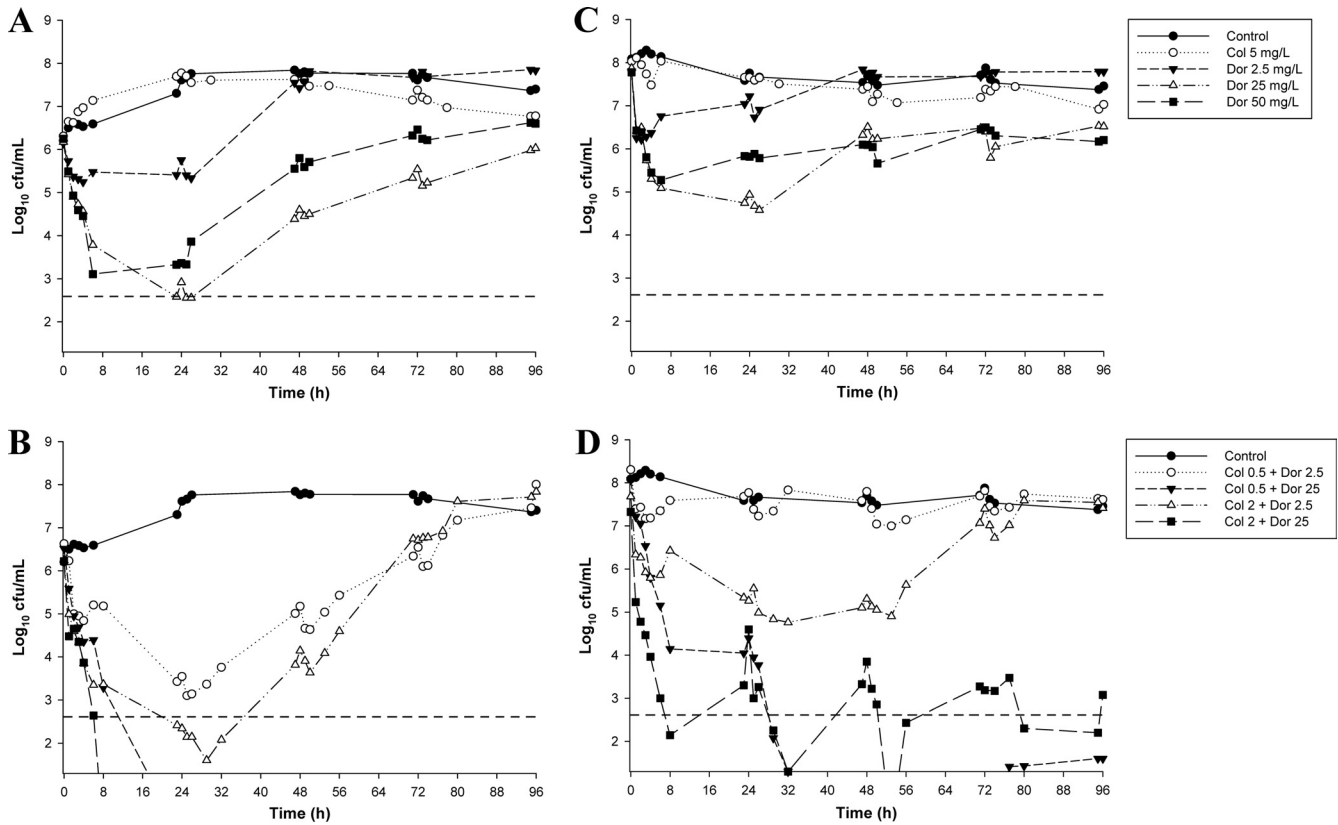 A
Log10 cfu/mL
9
8
7
6
5
4
3
2
0 8 16 24 32 40 48 56 64 72 78 88 96
Time (h)
C
Log10 cfu/mL
9
8
7
6
5
4
3
2
0 8 16 24 32 40 48 56 64 72 80 88 96
Time (h)
Control
Col 5 mg/L
Dor 2.5 mg/L
Dor 25 mg/L
Dor 50 mg/L
B
Log10 cfu/mL
9
8
7
6
5
4
3
2
0 8 16 24 32 40 48 56 64 72 80 88 96
Time (h)
D
Log10 cfu/mL
9
8
7
6
5
4
3
2
0 8 16 24 32 40 48 56 64 72 80 88 96
Time (h)
Control
Col 0.5 + Dor 2.5
Col 0.5 + Dor 25
Col 2 + Dor 2.5
Col 2 + Dor 25